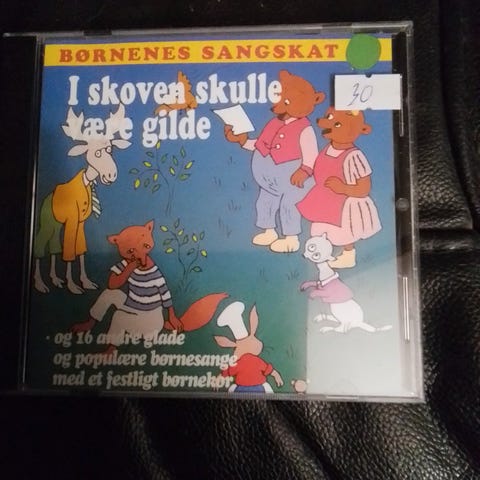 BØRNENES SANGSKAT
30
I skoven skulle
være gilde
· og 16 andre glade
og populære børnesange
med et festligt børnekor